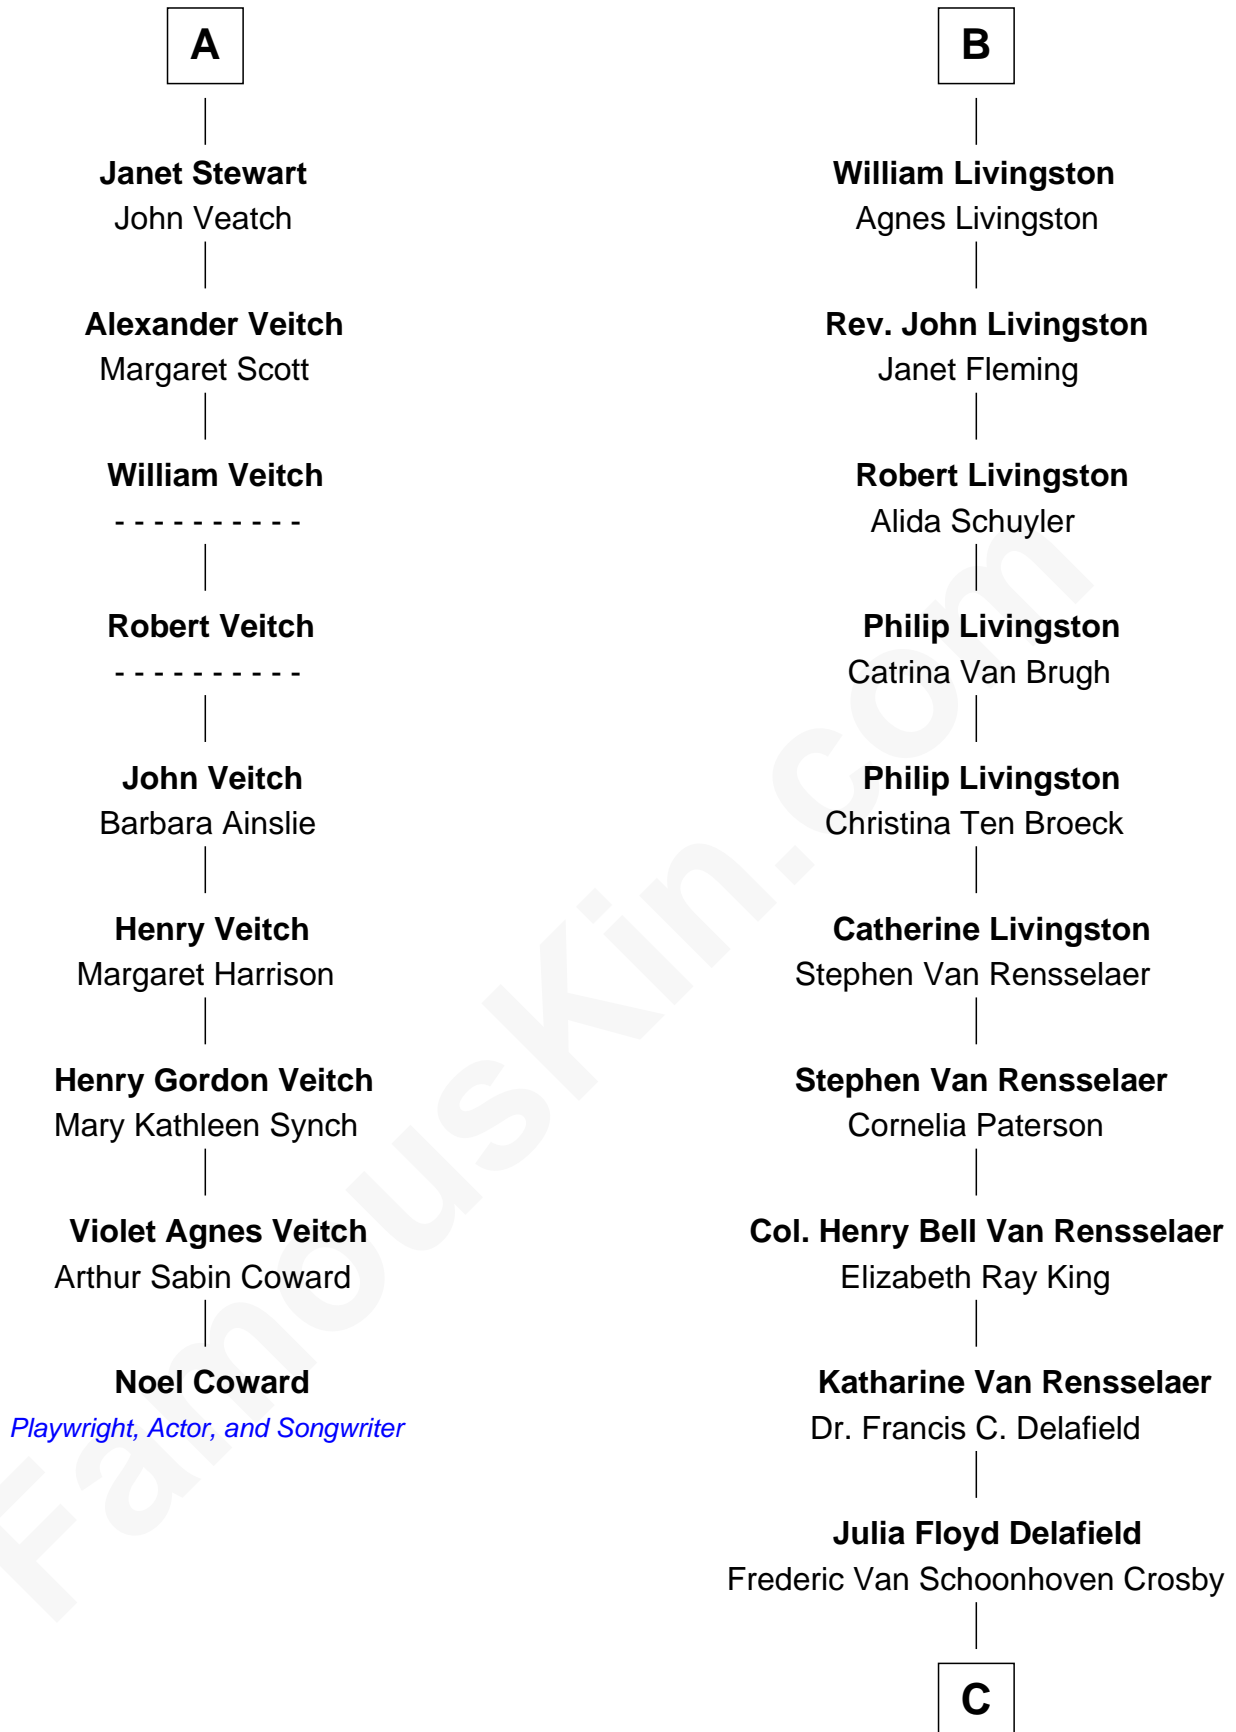 A
Janet Stewart
John Veatch
Alexander Veitch
Margaret Scott
William Veitch
- - - - - - - - - -
Robert Veitch
- - - - - - - - - -
John Veitch
Barbara Ainslie
Henry Veitch
Margaret Harrison
Henry Gordon Veitch
Mary Kathleen Synch
Violet Agnes Veitch
Arthur Sabin Coward
Noel Coward
Playwright, Actor, and Songwriter
B
William Livingston
Agnes Livingston
Rev. John Livingston
Janet Fleming
Robert Livingston
Alida Schuyler
Philip Livingston
Catrina Van Brugh
Philip Livingston
Christina Ten Broeck
Catherine Livingston
Stephen Van Rensselaer
Stephen Van Rensselaer
Cornelia Paterson
Col. Henry Bell Van Rensselaer
Elizabeth Ray King
Katharine Van Rensselaer
Dr. Francis C. Delafield
Julia Floyd Delafield
Frederic Van Schoonhoven Crosby
C
FamousKin.com